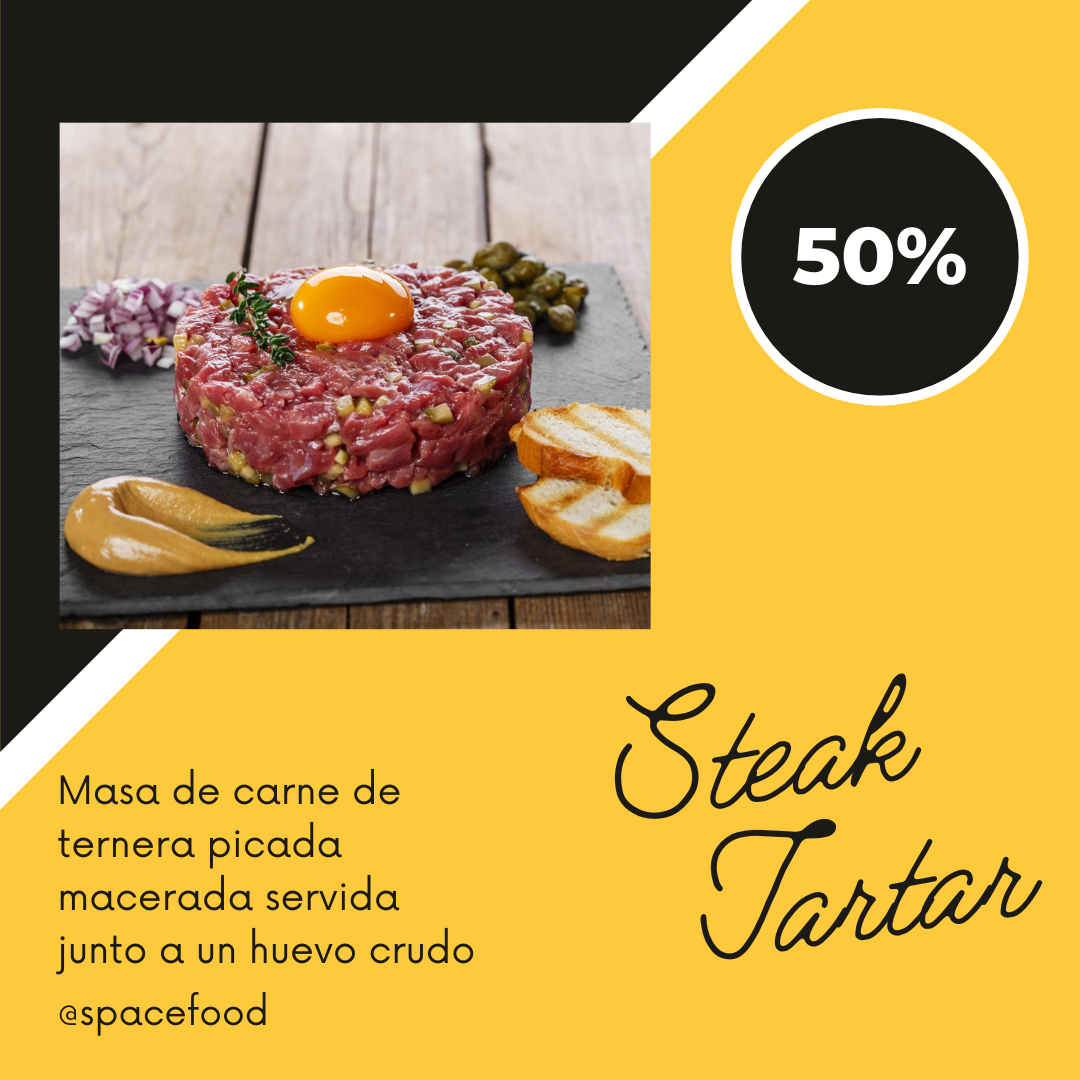 50%
Steak
Tartar
Masa de carne de
ternera picada
macerada servida
junto a un huevo crudo
@spacefood